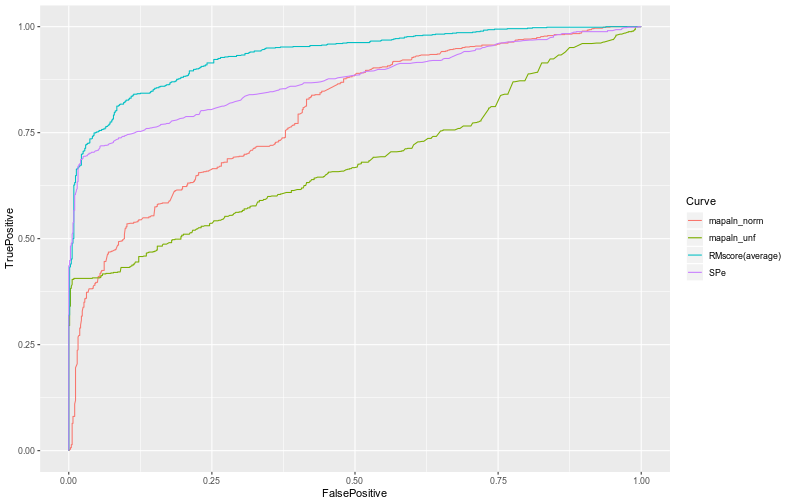 1.00
0.75
0.50
0.25
0.00
TruePositive
0.00 0.25 0.50 0.75 1.00
FalsePositive
Curve
mapaln_norm
mapaln_unf
RMscore(average)
SPe